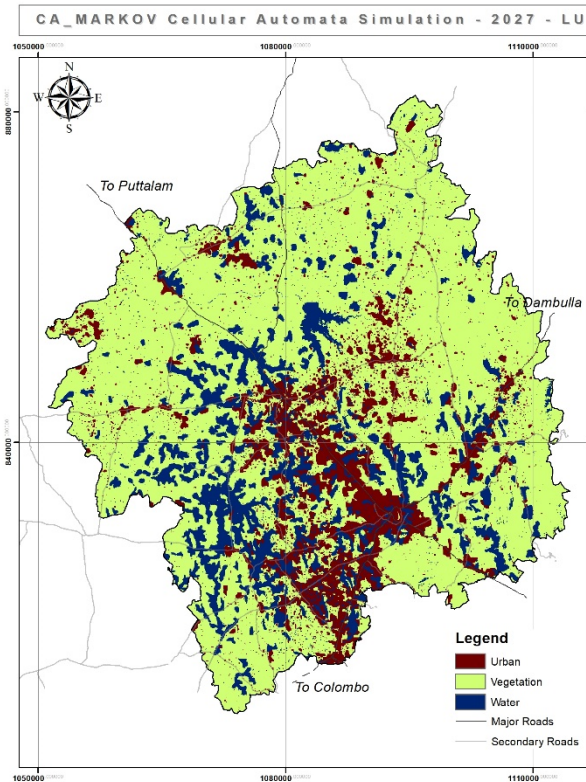 CA_MARKOV Cellular Automata Simulation - 2027 - LU
1050000
1080000
1110000
N
W
E
S
880000
To Puttalam
To Dambulla
840000
To Colombo
Legend
Urban
Vegetation
Water
Major Roads
Secondary Roads
1050000
1080000
1110000